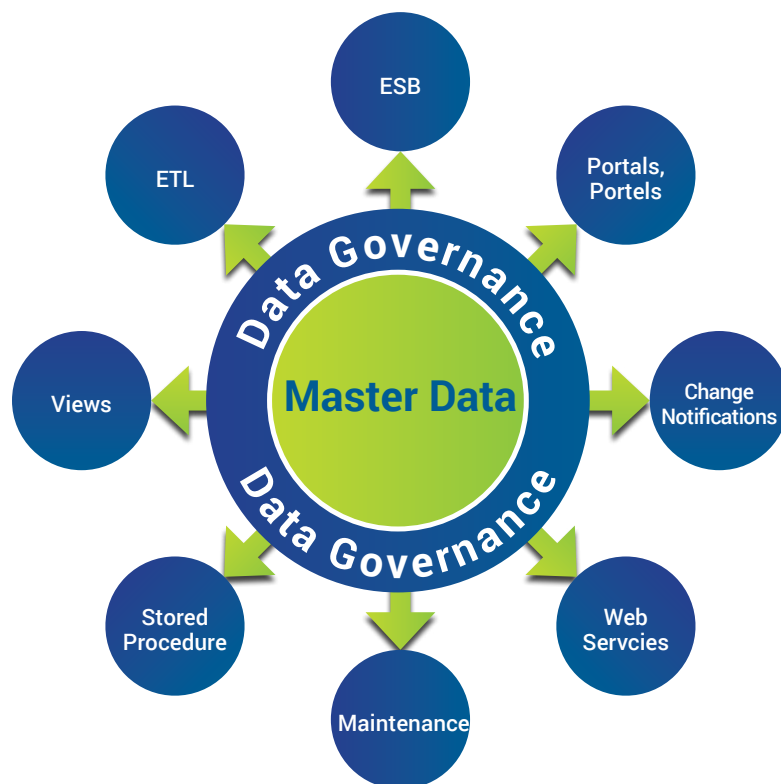 ESB
Portals,
Portels
ETL
Data Governance
Master Data
Views
Change
Notifications
Data Governance
Stored
Procedure
Web
Servcies
Maintenance